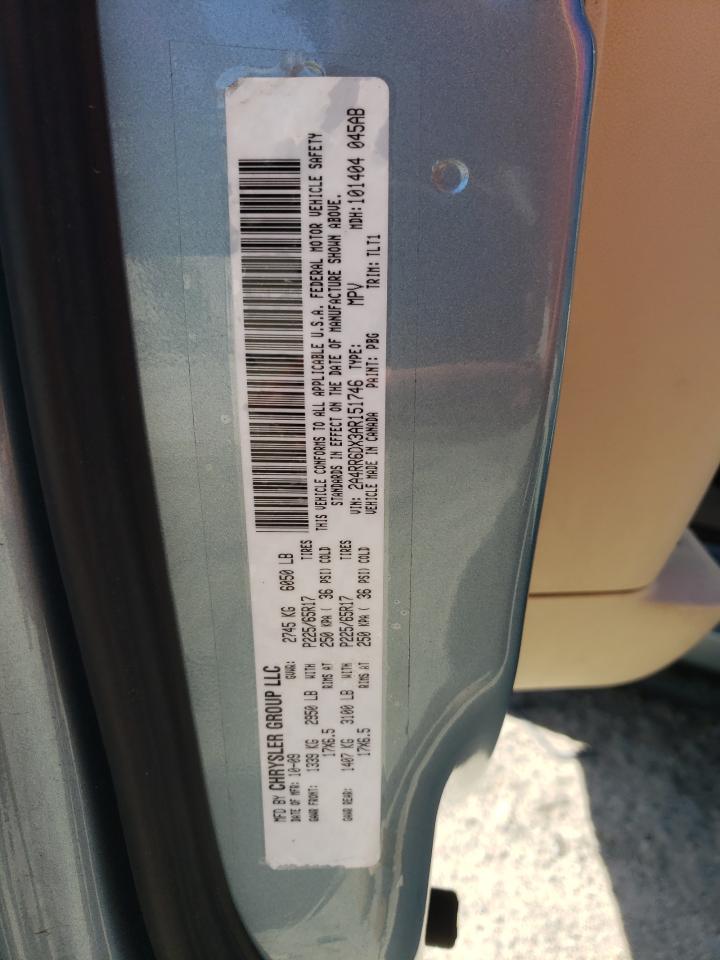 MFD BY CHRYSLER GROUP LLC
DATE OF MFR: 10-09 GVWR: 2745 KG 6050 LB
GAWR FRONT: 1339 KG 2950 LB WITH P225/65R17 TIRES
17X6.5 RIMS AT 250 KPA ( 36 PSI) COLD
GAWR REAR: 1407 KG 3100 LB WITH P225/65R17 TIRES
17X6.5 RIMS AT 250 KPA ( 36 PSI) COLD
THIS VEHICLE CONFORMS TO ALL APPLICABLE U.S.A. FEDERAL MOTOR VEHICLE SAFETY
STANDARDS IN EFFECT ON THE DATE OF MANUFACTURE SHOWN ABOVE.
VIN: 2A4RR6DX3AR151746 TYPE: MPV MDH:101404 045AB
VEHICLE MADE IN CANADA PAINT: PBG TRIM: TLT1